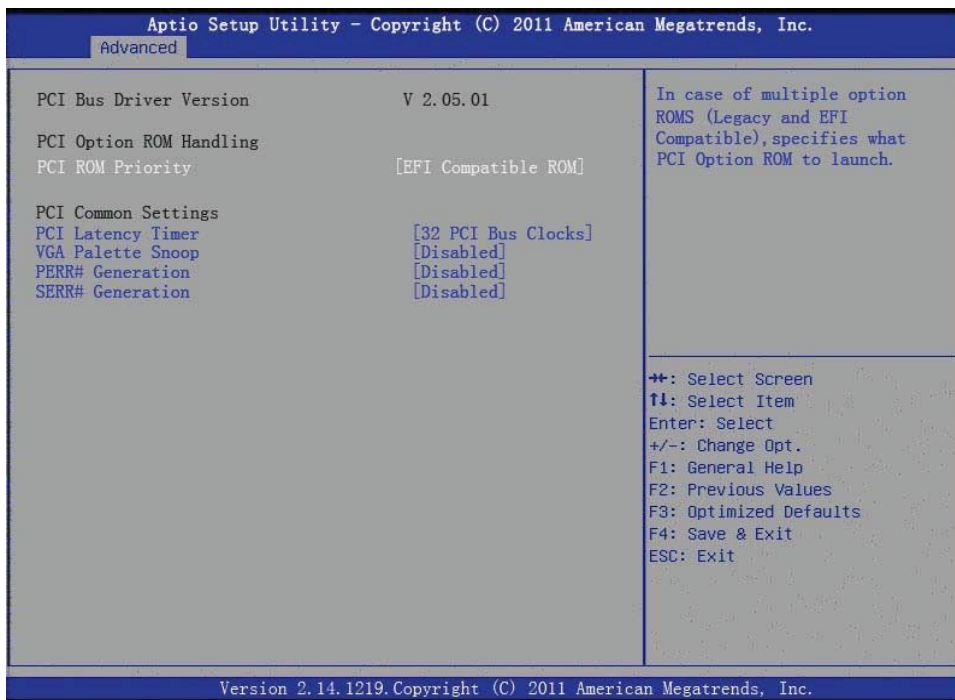 Aptio Setup Utility - Copyright (C) 2011 American Megatrends, Inc.
Advanced
PCI Bus Driver Version V 2.05.01
PCI Option ROM Handling
PCI ROM Priority [EFI Compatible ROM]
PCI Common Settings
PCI Latency Timer [32 PCI Bus Clocks]
VGA Palette Snoop [Disabled]
PERR# Generation [Disabled]
SERR# Generation [Disabled]
In case of multiple option
ROMS (Legacy and EFI
Compatible), specifies what
PCI Option ROM to launch.
→←: Select Screen
↑↓: Select Item
Enter: Select
+/-: Change Opt.
F1: General Help
F2: Previous Values
F3: Optimized Defaults
F4: Save & Exit
ESC: Exit
Version 2.14.1219. Copyright (C) 2011 American Megatrends, Inc.